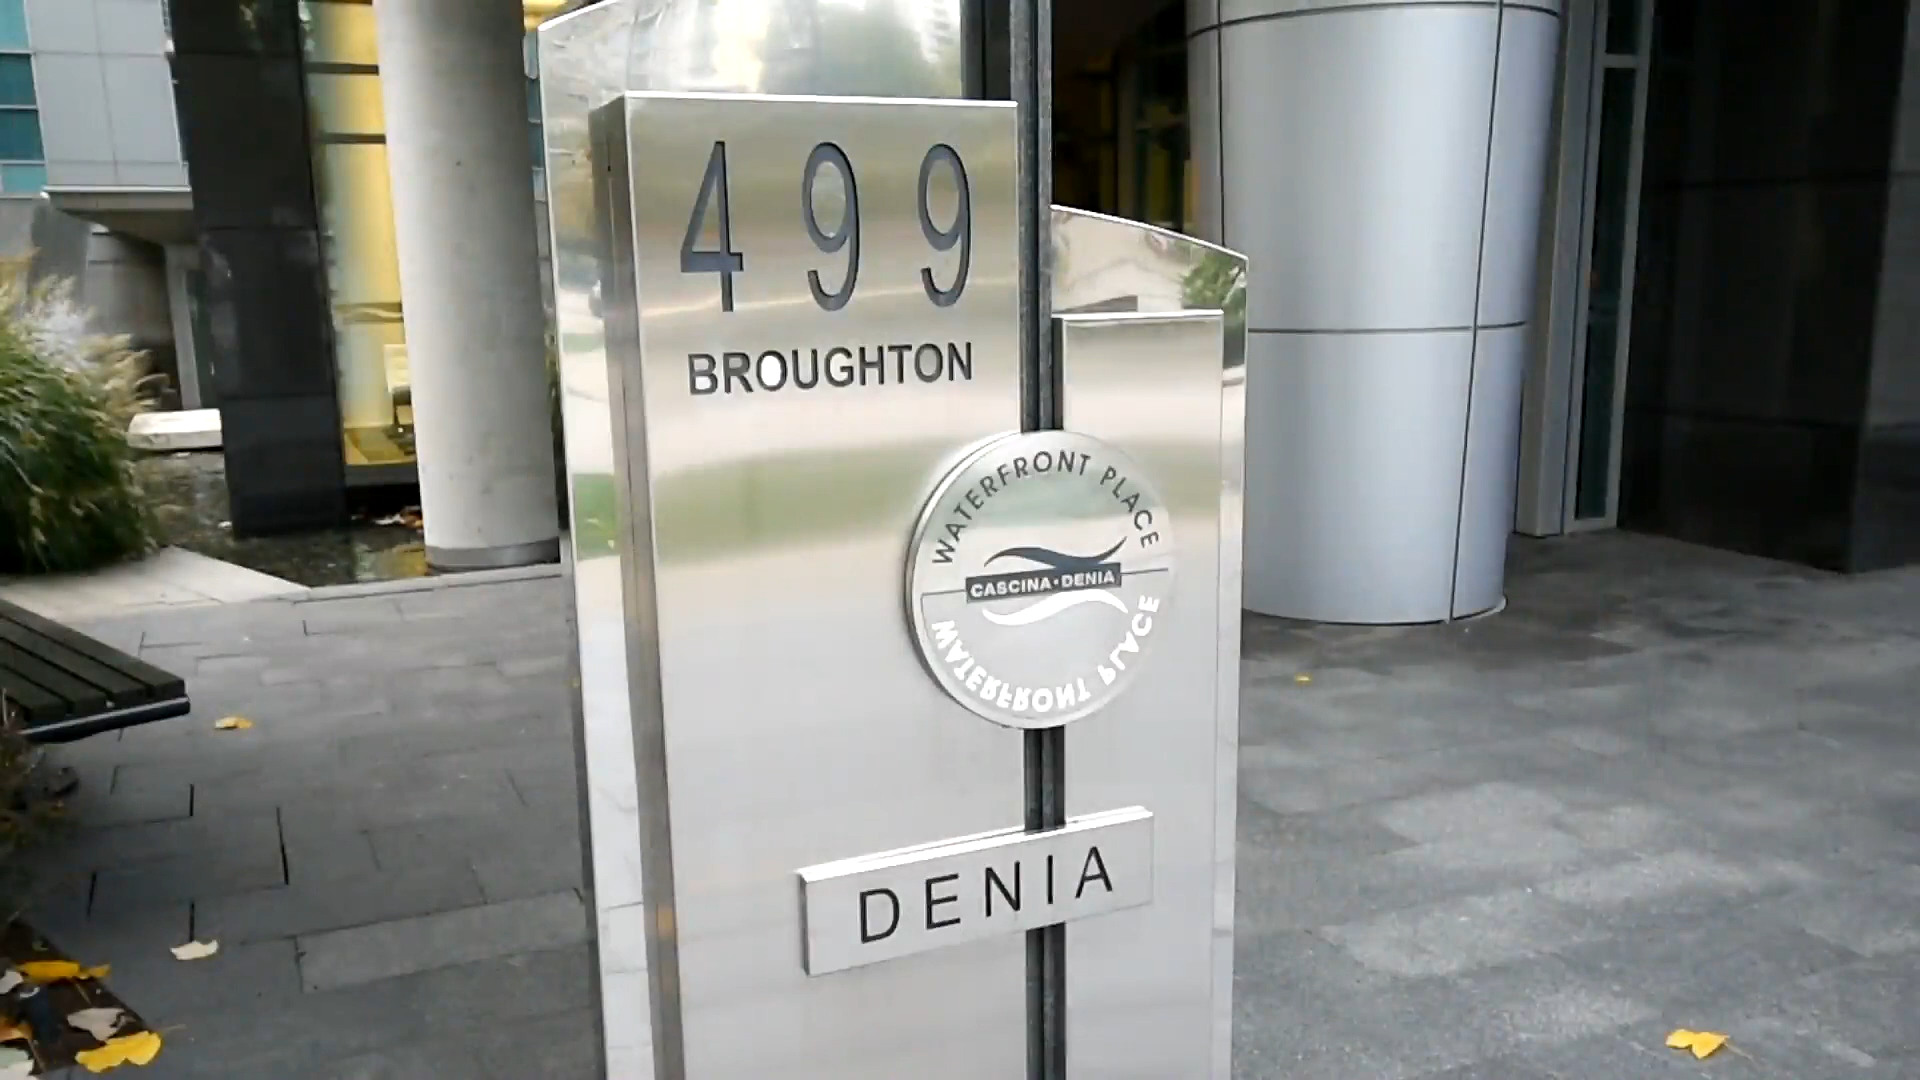 499
BROUGHTON
WATERFRONT PLACE
CASCINA·DENIA
WATERFRONT PLACE
DENIA